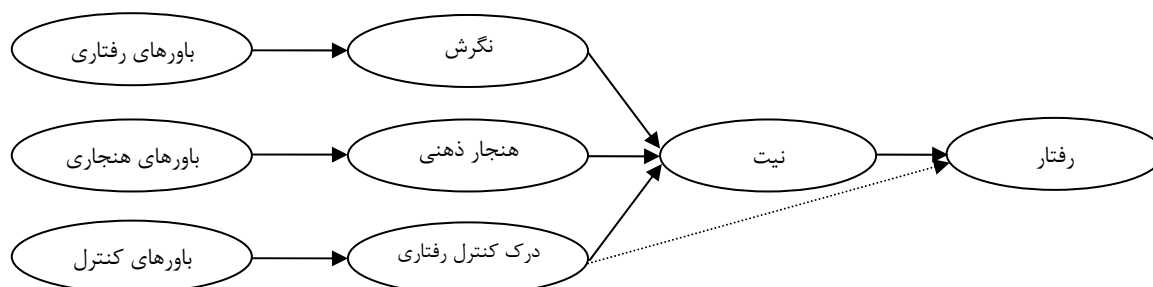 باورهای رفتاری
نگرش
باورهای هنجاری
هنجار ذهنی
نیت
رفتار
باورهای کنترل
درک کنترل رفتاری